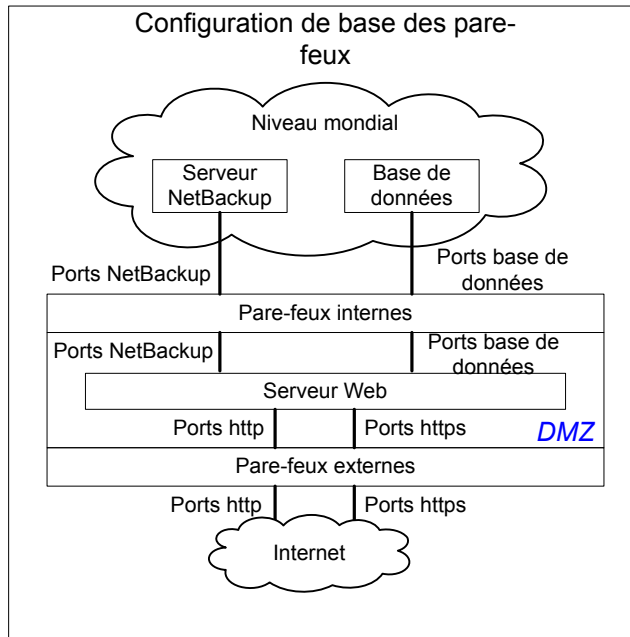 Configuration de base des pare-
feux
Niveau mondial
Serveur
NetBackup
Base de
données
Ports NetBackup
Ports base de
données
Pare-feux internes
Ports NetBackup
Ports base de
données
Serveur Web
Ports http
Ports https
DMZ
Pare-feux externes
Ports http
Ports https
Internet